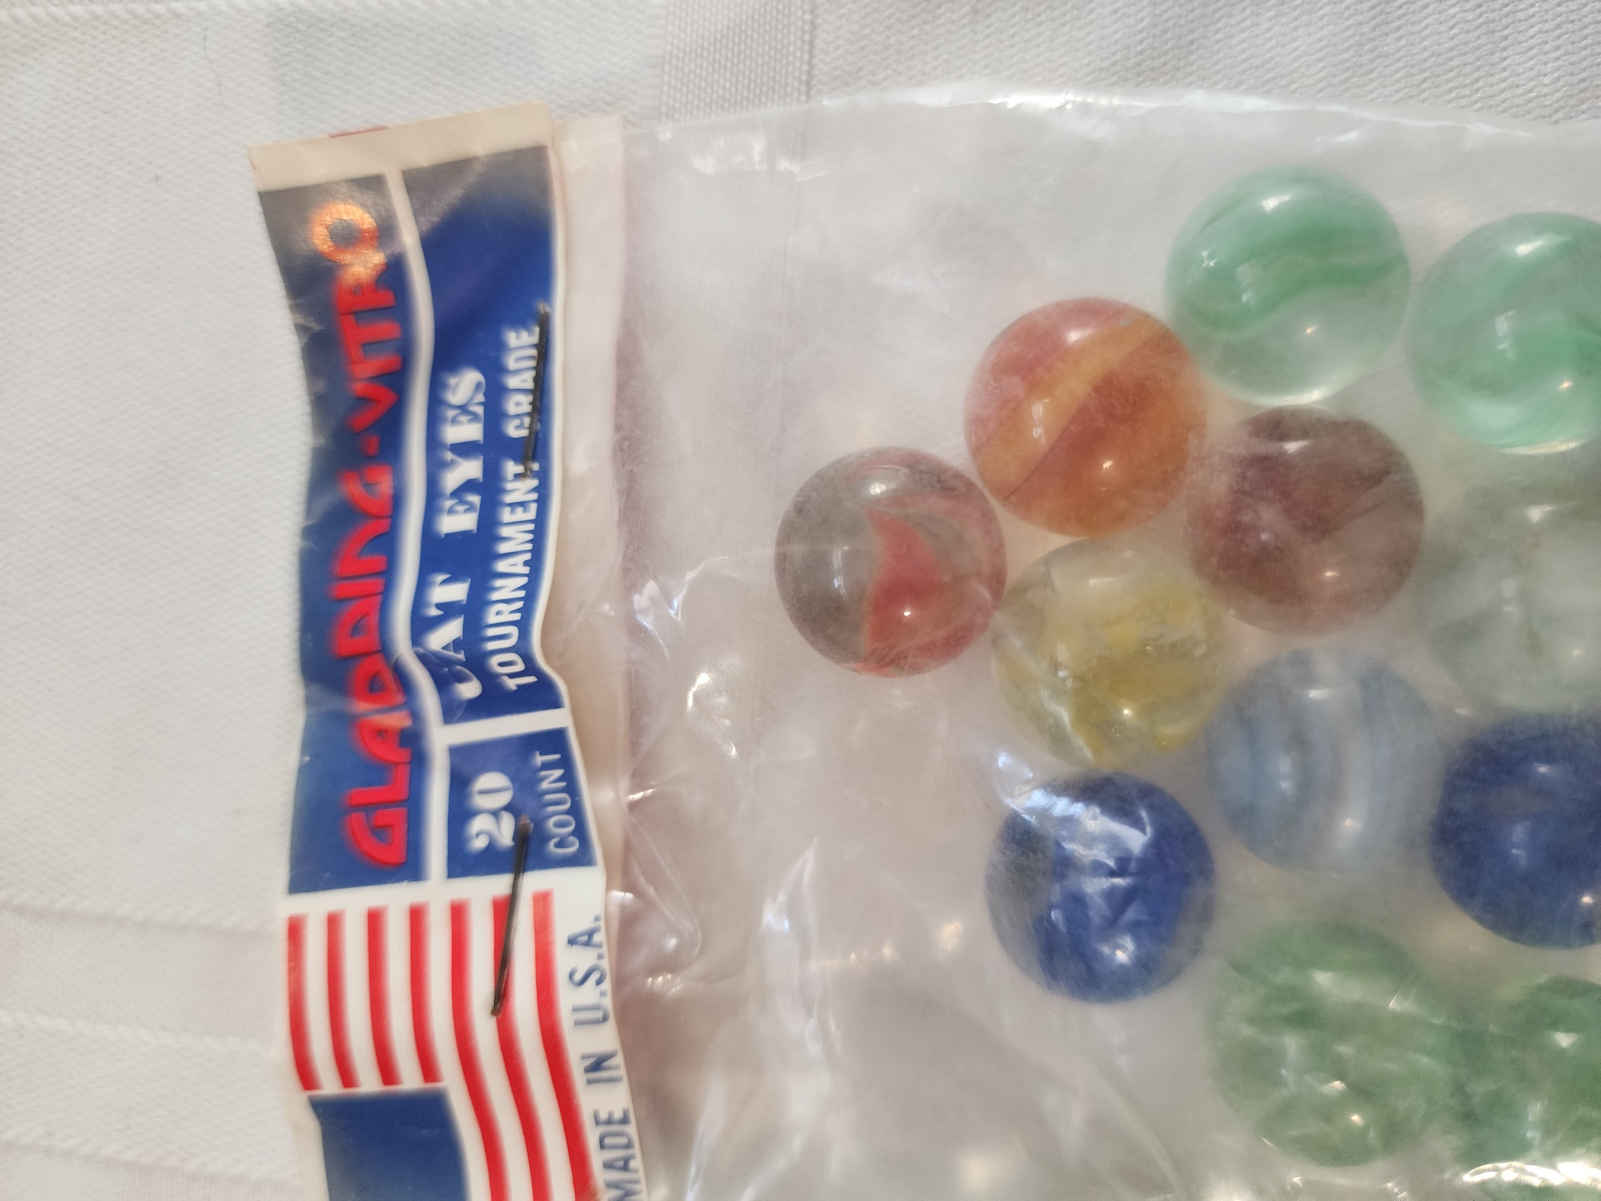 GLADDING-VITRO
CAT EYES
TOURNAMENT GRADE
20
COUNT
MADE IN U.S.A.